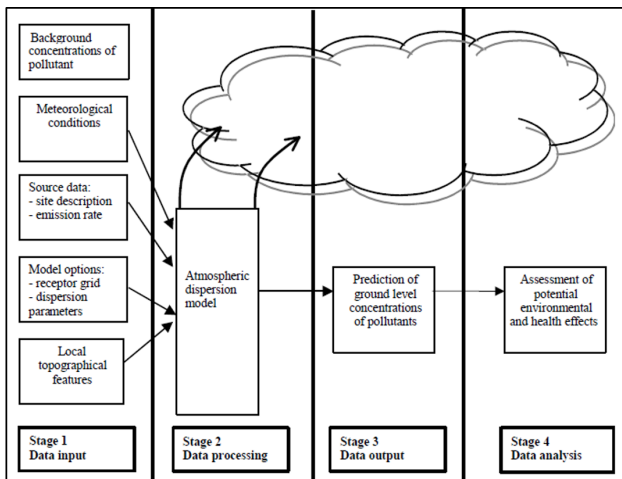 Background
concentrations of
pollutant
Meteorological
conditions
Source data:
- site description
- emission rate
Model options:
- receptor grid
- dispersion
parameters
Local
topographical
features
Atmospheric
dispersion
model
Prediction of
ground level
concentrations
of pollutants
Assessment of
potential
environmental
and health effects
Stage 1
Data input
Stage 2
Data processing
Stage 3
Data output
Stage 4
Data analysis